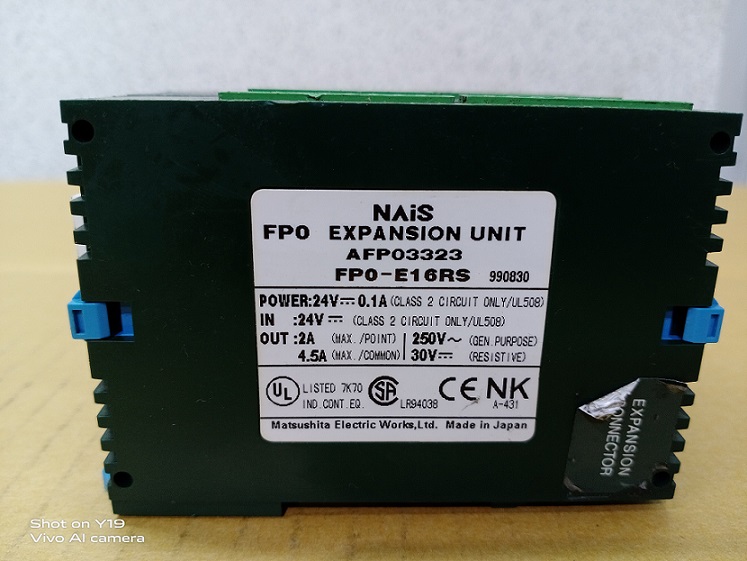 NAiS
FP0 EXPANSION UNIT
AFP03323
FP0-E16RS 990830
POWER:24V⎓0.1A (CLASS 2 CIRCUIT ONLY/UL508)
IN :24V⎓ (CLASS 2 CIRCUIT ONLY/UL508)
OUT :2A (MAX./POINT) 250V～ (GEN.PURPOSE)
4.5A (MAX./COMMON) 30V⎓ (RESISTIVE)
UL LISTED 7K70
IND.CONT.EQ.
SA LR94038
CE NK
A-431
Matsushita Electric Works,Ltd. Made in Japan
EXPANSION
CONNECTOR
Shot on Y19
Vivo AI camera